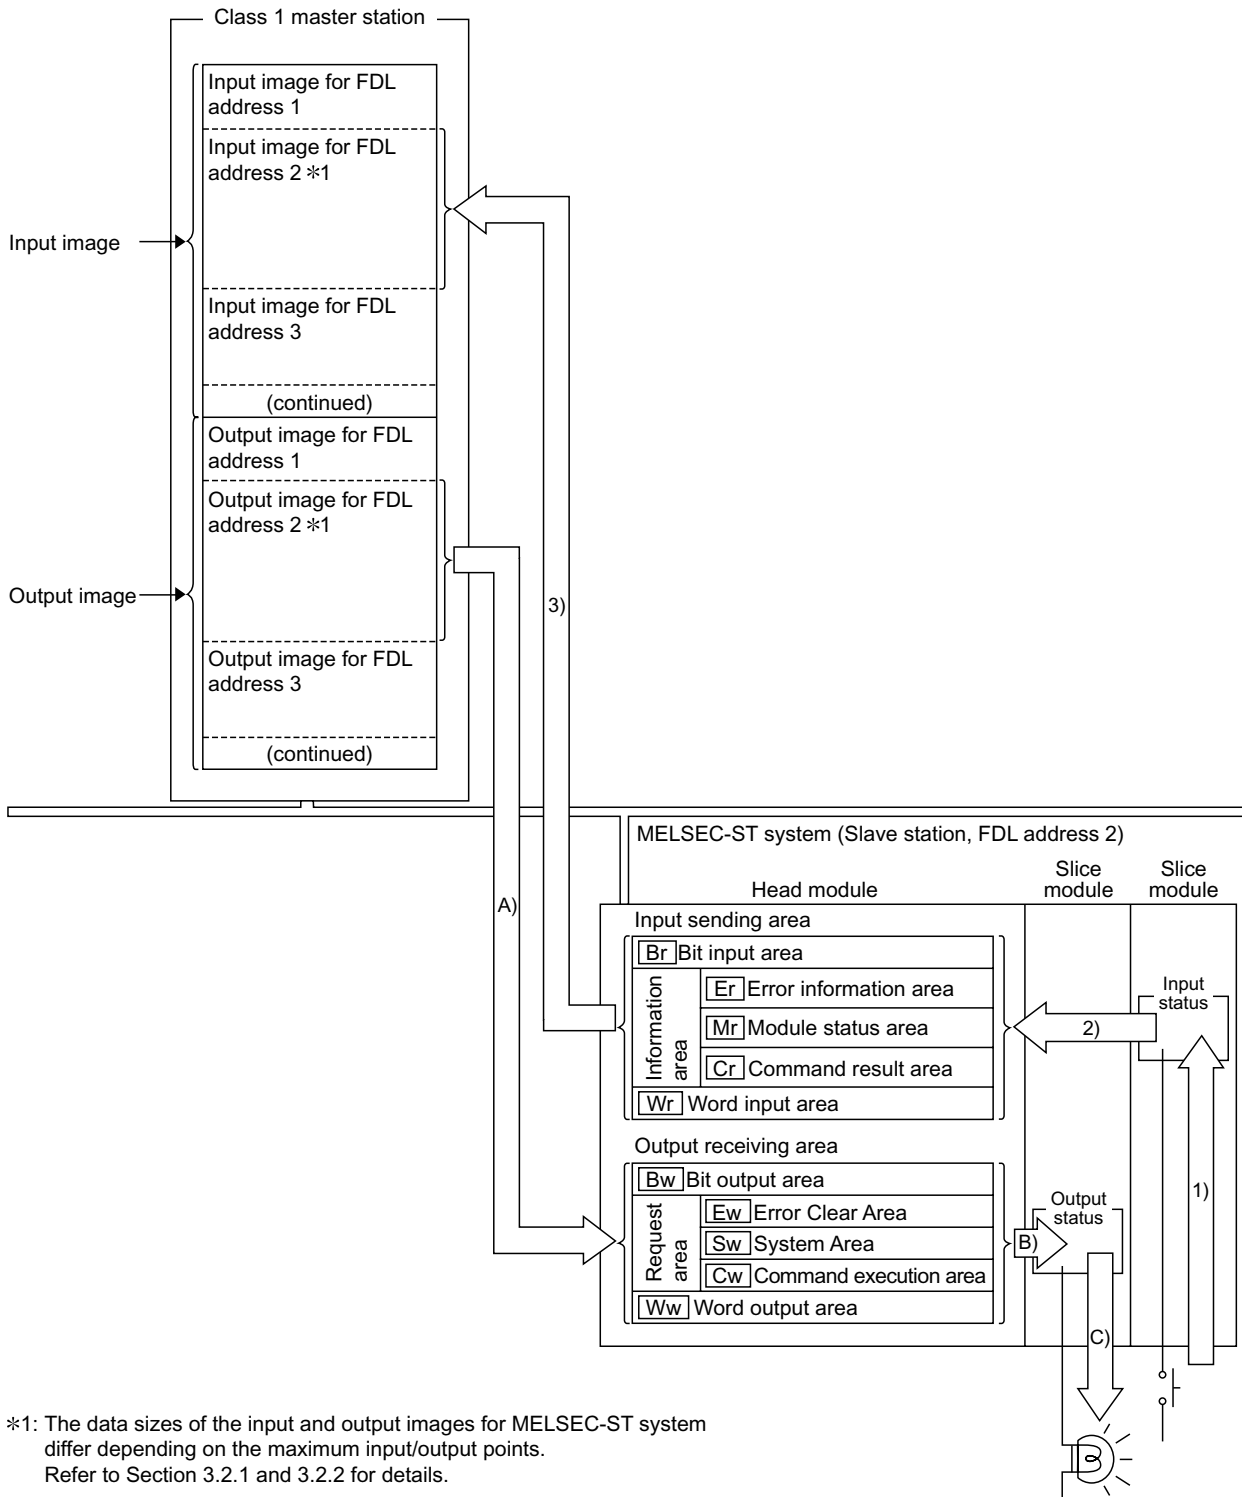 Class 1 master station
Input image for FDL
address 1
Input image for FDL
address 2 *1
Input image
Input image for FDL
address 3
(continued)
Output image for FDL
address 1
Output image for FDL
address 2 *1
Output image
3)
Output image for FDL
address 3
(continued)
MELSEC-ST system (Slave station, FDL address 2)
Head module
Slice
module
Slice
module
A)
Input sending area
Br Bit input area
Information
area
Er Error information area
Mr Module status area
Cr Command result area
Wr Word input area
2)
Input
status
Output receiving area
Bw Bit output area
Request
area
Ew Error Clear Area
Sw System Area
Cw Command execution area
Ww Word output area
B)
Output
status
1)
C)
*1: The data sizes of the input and output images for MELSEC-ST system
differ depending on the maximum input/output points.
Refer to Section 3.2.1 and 3.2.2 for details.